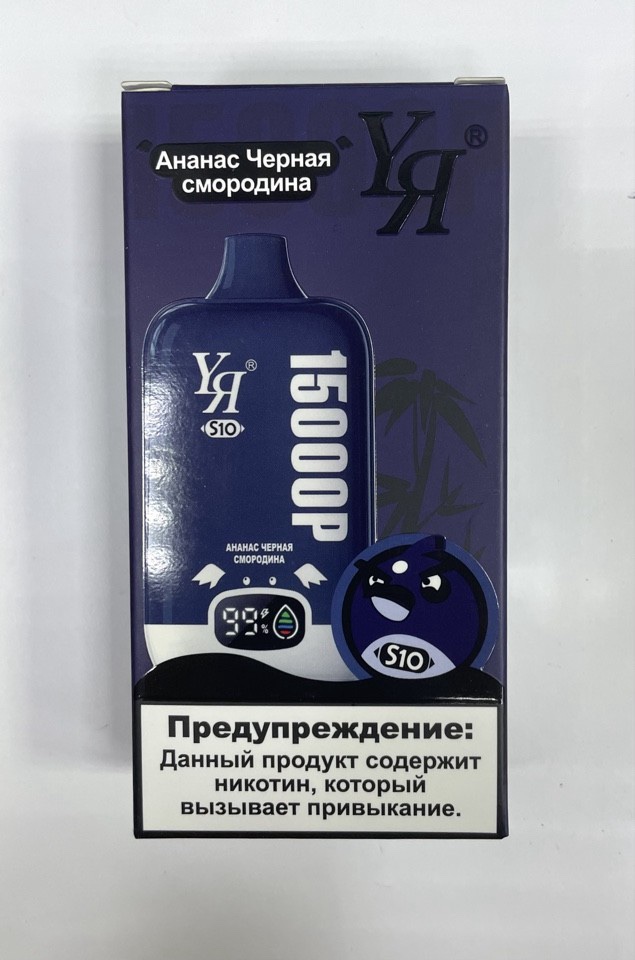 Ананас Черная
смородина
YЯ®
YЯ®
S10
15000P
АНАНАС ЧЕРНАЯ
СМОРОДИНА
99%
S10
Предупреждение:
Данный продукт содержит
никотин, который
вызывает привыкание.